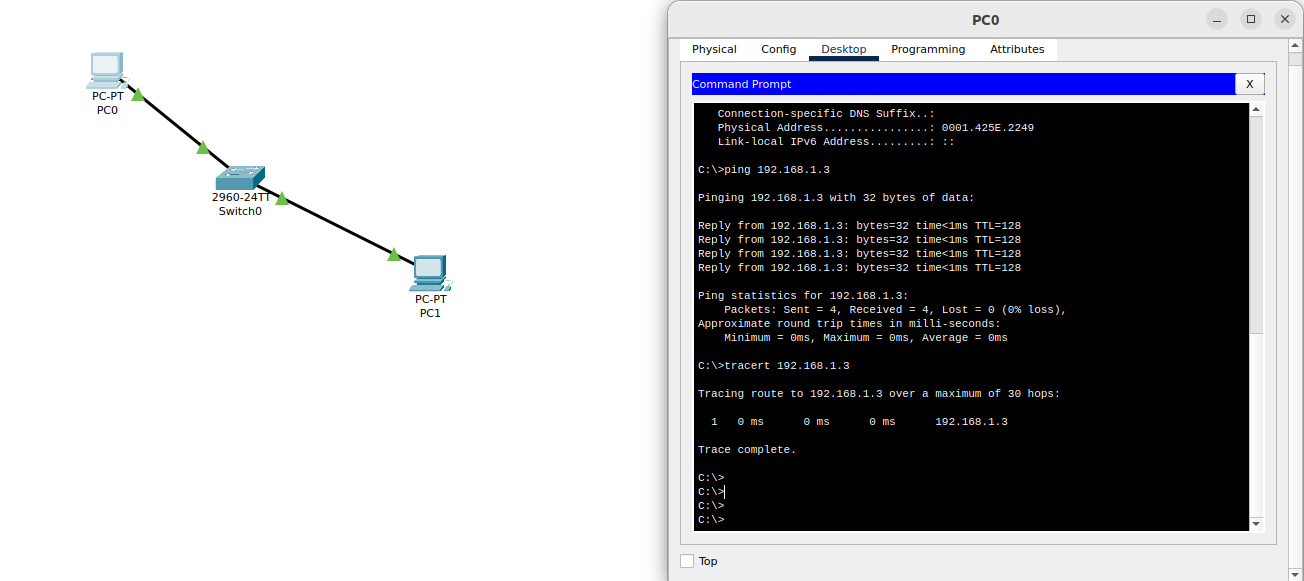 PC-PT
PC0
2960-24TT
Switch0
PC-PT
PC1
PC0
Physical Config Desktop Programming Attributes
Command Prompt X
Connection-specific DNS Suffix..:
Physical Address................: 0001.425E.2249
Link-local IPv6 Address.........: ::
C:\>ping 192.168.1.3
Pinging 192.168.1.3 with 32 bytes of data:
Reply from 192.168.1.3: bytes=32 time<1ms TTL=128
Reply from 192.168.1.3: bytes=32 time<1ms TTL=128
Reply from 192.168.1.3: bytes=32 time<1ms TTL=128
Reply from 192.168.1.3: bytes=32 time<1ms TTL=128
Ping statistics for 192.168.1.3:
Packets: Sent = 4, Received = 4, Lost = 0 (0% loss),
Approximate round trip times in milli-seconds:
Minimum = 0ms, Maximum = 0ms, Average = 0ms
C:\>tracert 192.168.1.3
Tracing route to 192.168.1.3 over a maximum of 30 hops:
1 0 ms 0 ms 0 ms 192.168.1.3
Trace complete.
C:\>
C:\>
C:\>
C:\>
Top